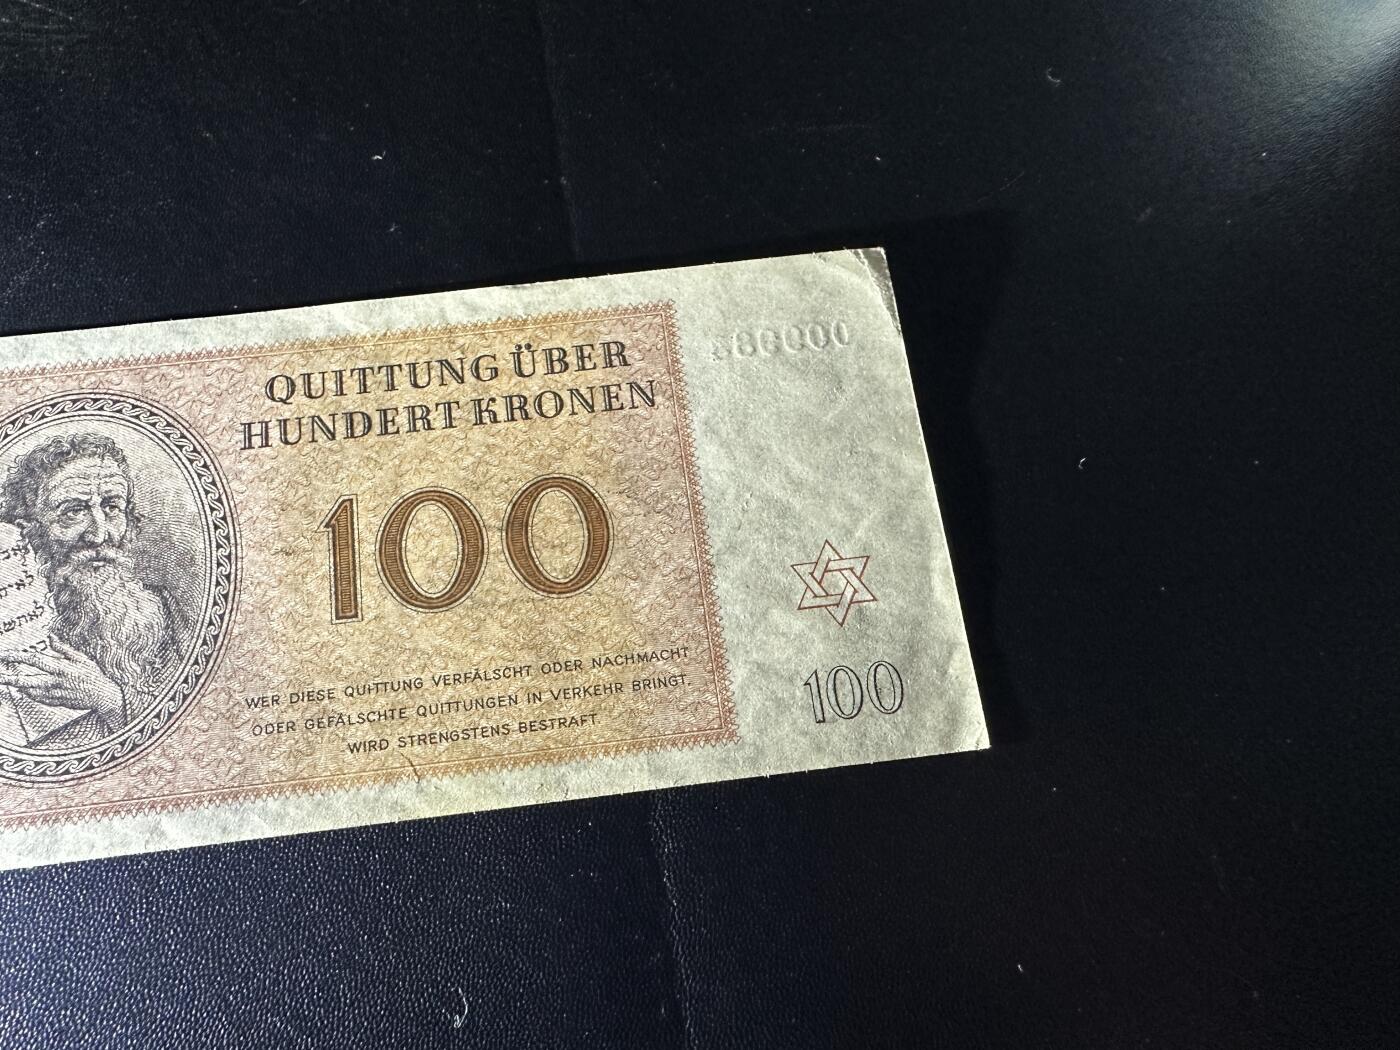 QUITTUNG ÜBER
HUNDERT KRONEN
100
WER DIESE QUITTUNG VERFÄLSCHT ODER NACHMACHT
ODER GEFÄLSCHTE QUITTUNGEN IN VERKEHR BRINGT,
WIRD STRENGSTENS BESTRAFT.
100